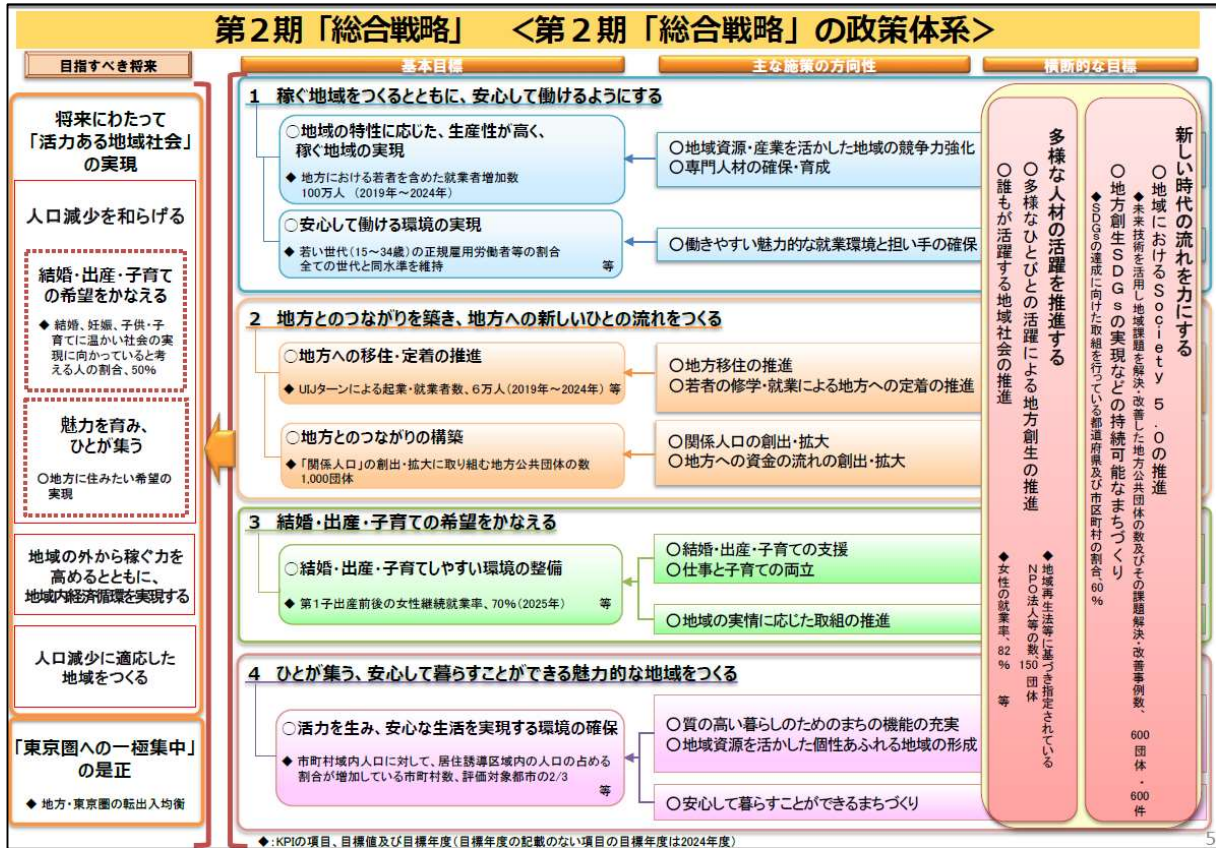 第２期「総合戦略」　＜第２期「総合戦略」の政策体系＞
目指すべき将来
基本目標
主な施策の方向性
横断的な目標
将来にわたって
「活力ある地域社会」
の実現
人口減少を和らげる
結婚・出産・子育て
の希望をかなえる
◆ 結婚、妊娠、子供・子
育てに温かい社会の実
現に向かっていると考
える人の割合、50%
魅力を育み、
ひとが集う
○地方に住みたい希望の
実現
地域の外から稼ぐ力を
高めるとともに、
地域内経済循環を実現する
人口減少に適応した
地域をつくる
「東京圏への一極集中」
の是正
◆ 地方・東京圏の転出入均衡
1　稼ぐ地域をつくるとともに、安心して働けるようにする
○地域の特性に応じた、生産性が高く、
稼ぐ地域の実現
◆ 地方における若者を含めた就業者増加数
100万人 （2019年～2024年）
○地域資源・産業を活かした地域の競争力強化
○専門人材の確保・育成
○安心して働ける環境の実現
◆ 若い世代（15～34歳）の正規雇用労働者等の割合
全ての世代と同水準を維持
等
○働きやすい魅力的な就業環境と担い手の確保
2　地方とのつながりを築き、地方への新しいひとの流れをつくる
○地方への移住・定着の推進
◆ UIJターンによる起業・就業者数、６万人（2019年～2024年） 等
○地方移住の推進
○若者の修学・就業による地方への定着の推進
○地方とのつながりの構築
◆ 「関係人口」の創出・拡大に取り組む地方公共団体の数
1,000団体
○関係人口の創出・拡大
○地方への資金の流れの創出・拡大
3　結婚・出産・子育ての希望をかなえる
○結婚・出産・子育てしやすい環境の整備
◆ 第１子出産前後の女性継続就業率、70%（2025年）
等
○結婚・出産・子育ての支援
○仕事と子育ての両立
○地域の実情に応じた取組の推進
4　ひとが集う、安心して暮らすことができる魅力的な地域をつくる
○活力を生み、安心な生活を実現する環境の確保
◆ 市町村域内人口に対して、居住誘導区域内の人口の占める
割合が増加している市町村数、評価対象都市の2/3
等
○質の高い暮らしのためのまちの機能の充実
○地域資源を活かした個性あふれる地域の形成
○安心して暮らすことができるまちづくり
新しい時代の流れを力にする
○地域におけるSociety 5.0の推進
◆未来技術を活用し地域課題を解決・改善した地方公共団体の数及びその課題解決・改善事例数、600団体・600件
○地方創生SDGsの実現などの持続可能なまちづくり
◆SDGsの達成に向けた取組を行っている都道府県及び市区町村の割合、60%
多様な人材の活躍を推進する
○多様なひとびとの活躍による地方創生の推進
◆地域再生法等に基づき指定されている
NPO法人等の数、150団体
○誰もが活躍する地域社会の推進
◆女性の就業率、82%　等
◆：KPIの項目、目標値及び目標年度（目標年度の記載のない項目の目標年度は2024年度）
5